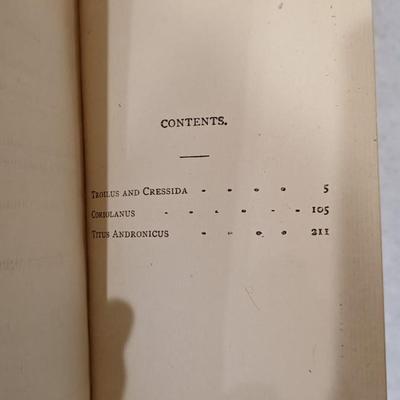 CONTENTS.
TROILUS AND CRESSIDA - - - - 5
CORIOLANUS - - - - - - 105
TITUS ANDRONICUS - - - - 211